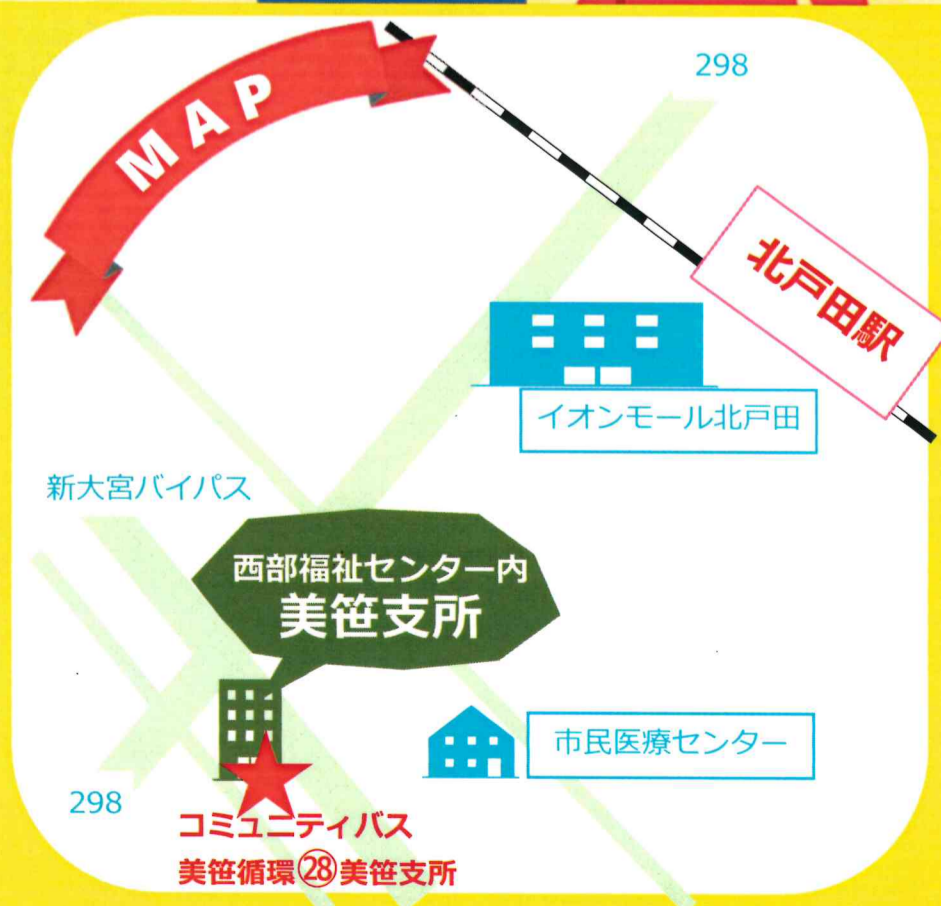 MAP
298
北戸田駅
イオンモール北戸田
新大宮バイパス
西部福祉センター内
美笹支所
市民医療センター
298
コミュニティバス
美笹循環㉘美笹支所